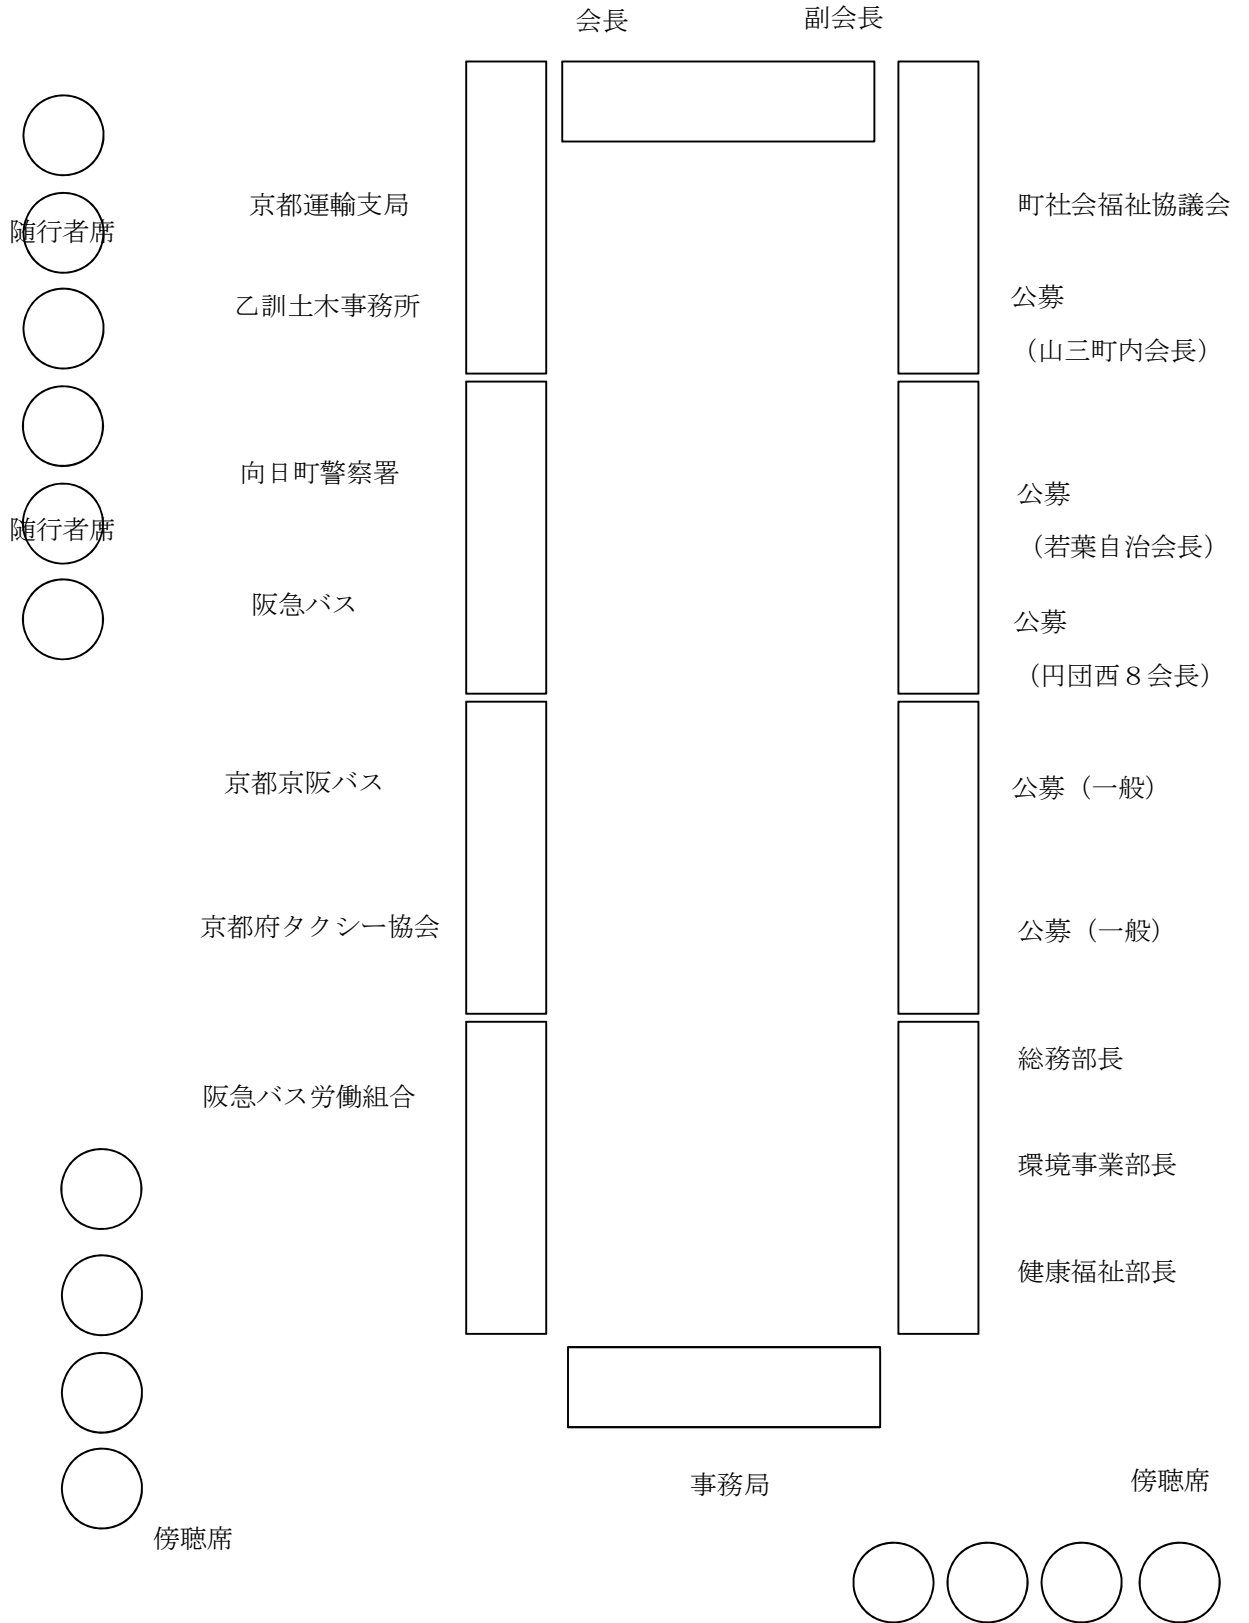 会長
副会長
京都運輸支局
町社会福祉協議会
随行者席
乙訓土木事務所
公募
（山三町内会長）
向日町警察署
公募
随行者席
（若葉自治会長）
阪急バス
公募
（円団西８会長）
京都京阪バス
公募（一般）
京都府タクシー協会
公募（一般）
総務部長
阪急バス労働組合
環境事業部長
健康福祉部長
事務局
傍聴席
傍聴席